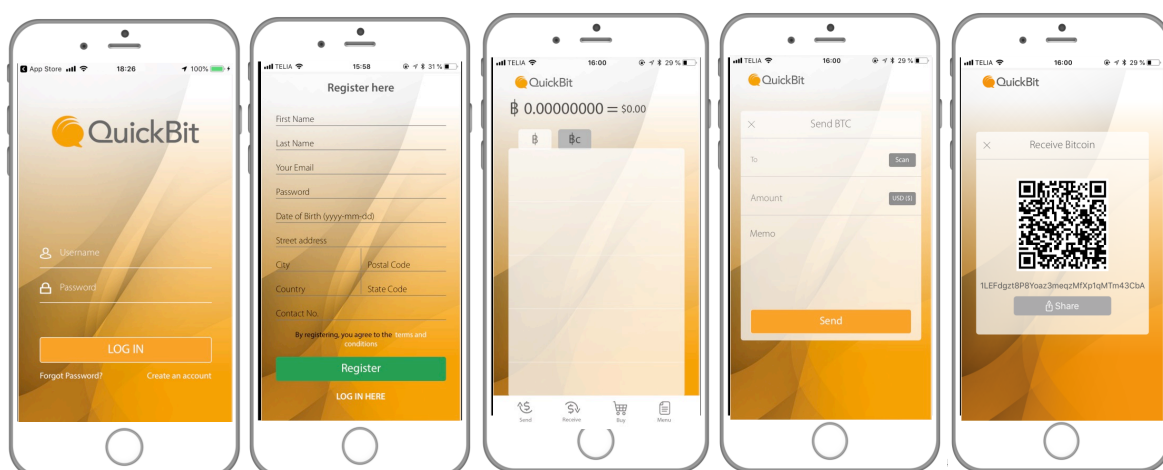 App Store 18:26 100%
QuickBit
Username
Password
LOG IN
Forgot Password? Create an account
TELIA 15:58 31 %
Register here
First Name
Last Name
Your Email
Password
Date of Birth (yyyy-mm-dd)
Street address
City Postal Code
Country State Code
Contact No.
By registering, you agree to the terms and
conditions
Register
LOG IN HERE
TELIA 16:00 29 %
QuickBit
฿ 0.00000000 = $0.00
฿ ฿c
Send Receive Buy Menu
TELIA 16:00 29 %
QuickBit
× Send BTC
To Scan
Amount USD ($)
Memo
Send
TELIA 16:00 29 %
QuickBit
× Receive Bitcoin
1LEFdgzt8P8Yoaz3meqzMfXp1qMTm43CbA
Share